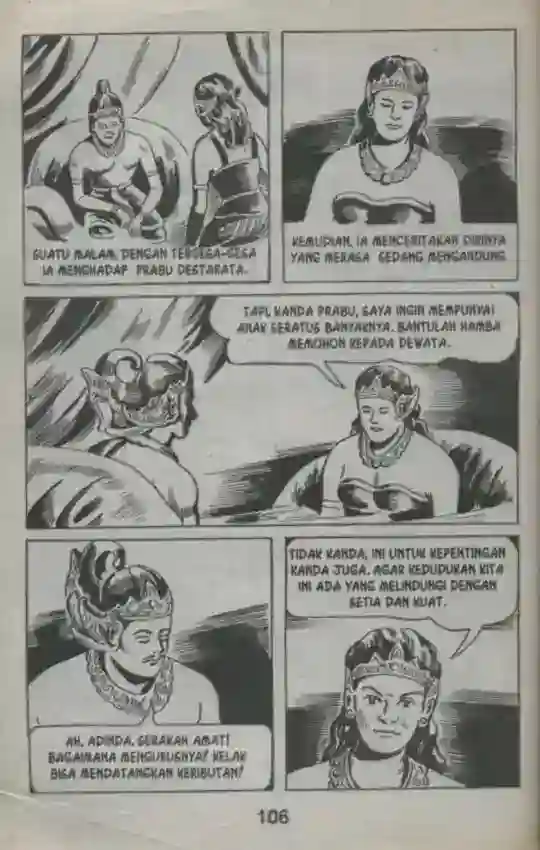 SUATU MALAM, DENGAN TERGESA-GESA
IA MENGHADAP PRABU DESTARATA.
KEMUDIAN, IA MENCERITAKAN DIRINYA
YANG MERASA SEDANG MENGANDUNG
TAPI, KANDA PRABU, SAYA INGIN MEMPUNYAI
ANAK SERATUS BANYAKNYA. BANTULAH HAMBA
MEMOHON KEPADA DEWATA.
AH, ADINDA, SERAKAH AMAT!
BAGAIMANA MENGURUSNYA? KELAK
BISA MENDATANGKAN KERIBUTAN!
TIDAK KANDA, INI UNTUK KEPENTINGAN
KANDA JUGA. AGAR KEDUDUKAN KITA
INI ADA YANG MELINDUNGI DENGAN
SETIA DAN KUAT.
106